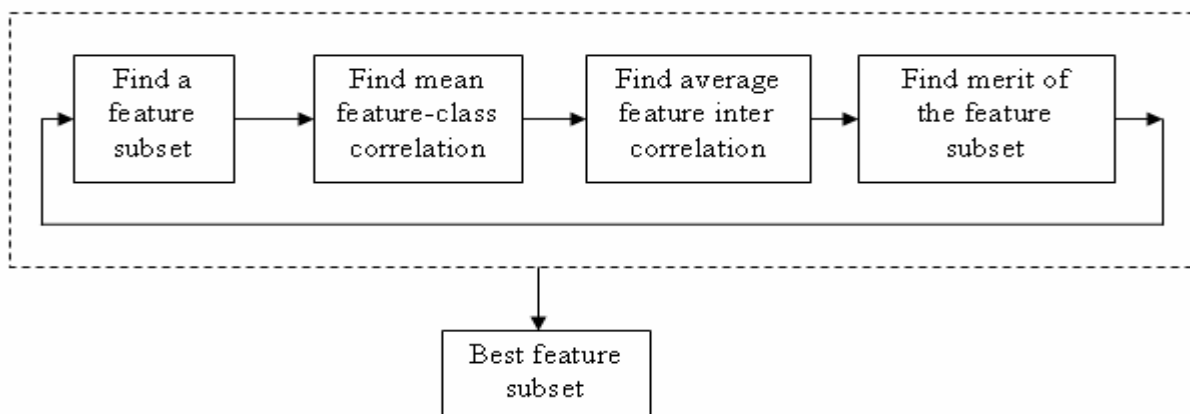 Find a
feature
subset
Find mean
feature-class
correlation
Find average
feature inter
correlation
Find merit of
the feature
subset
Best feature
subset